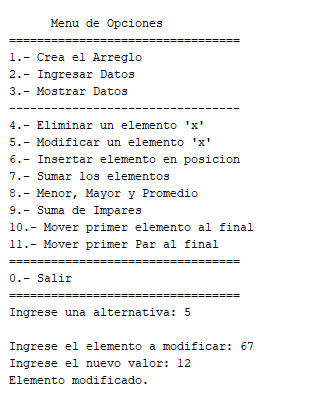 Menu de Opciones
=================================
1.- Crea el Arreglo
2.- Ingresar Datos
3.- Mostrar Datos
---------------------------------
4.- Eliminar un elemento 'x'
5.- Modificar un elemento 'x'
6.- Insertar elemento en posicion
7.- Sumar los elementos
8.- Menor, Mayor y Promedio
9.- Suma de Impares
10.- Mover primer elemento al final
11.- Mover primer Par al final
=================================
0.- Salir
=================================
Ingrese una alternativa: 5
Ingrese el elemento a modificar: 67
Ingrese el nuevo valor: 12
Elemento modificado.